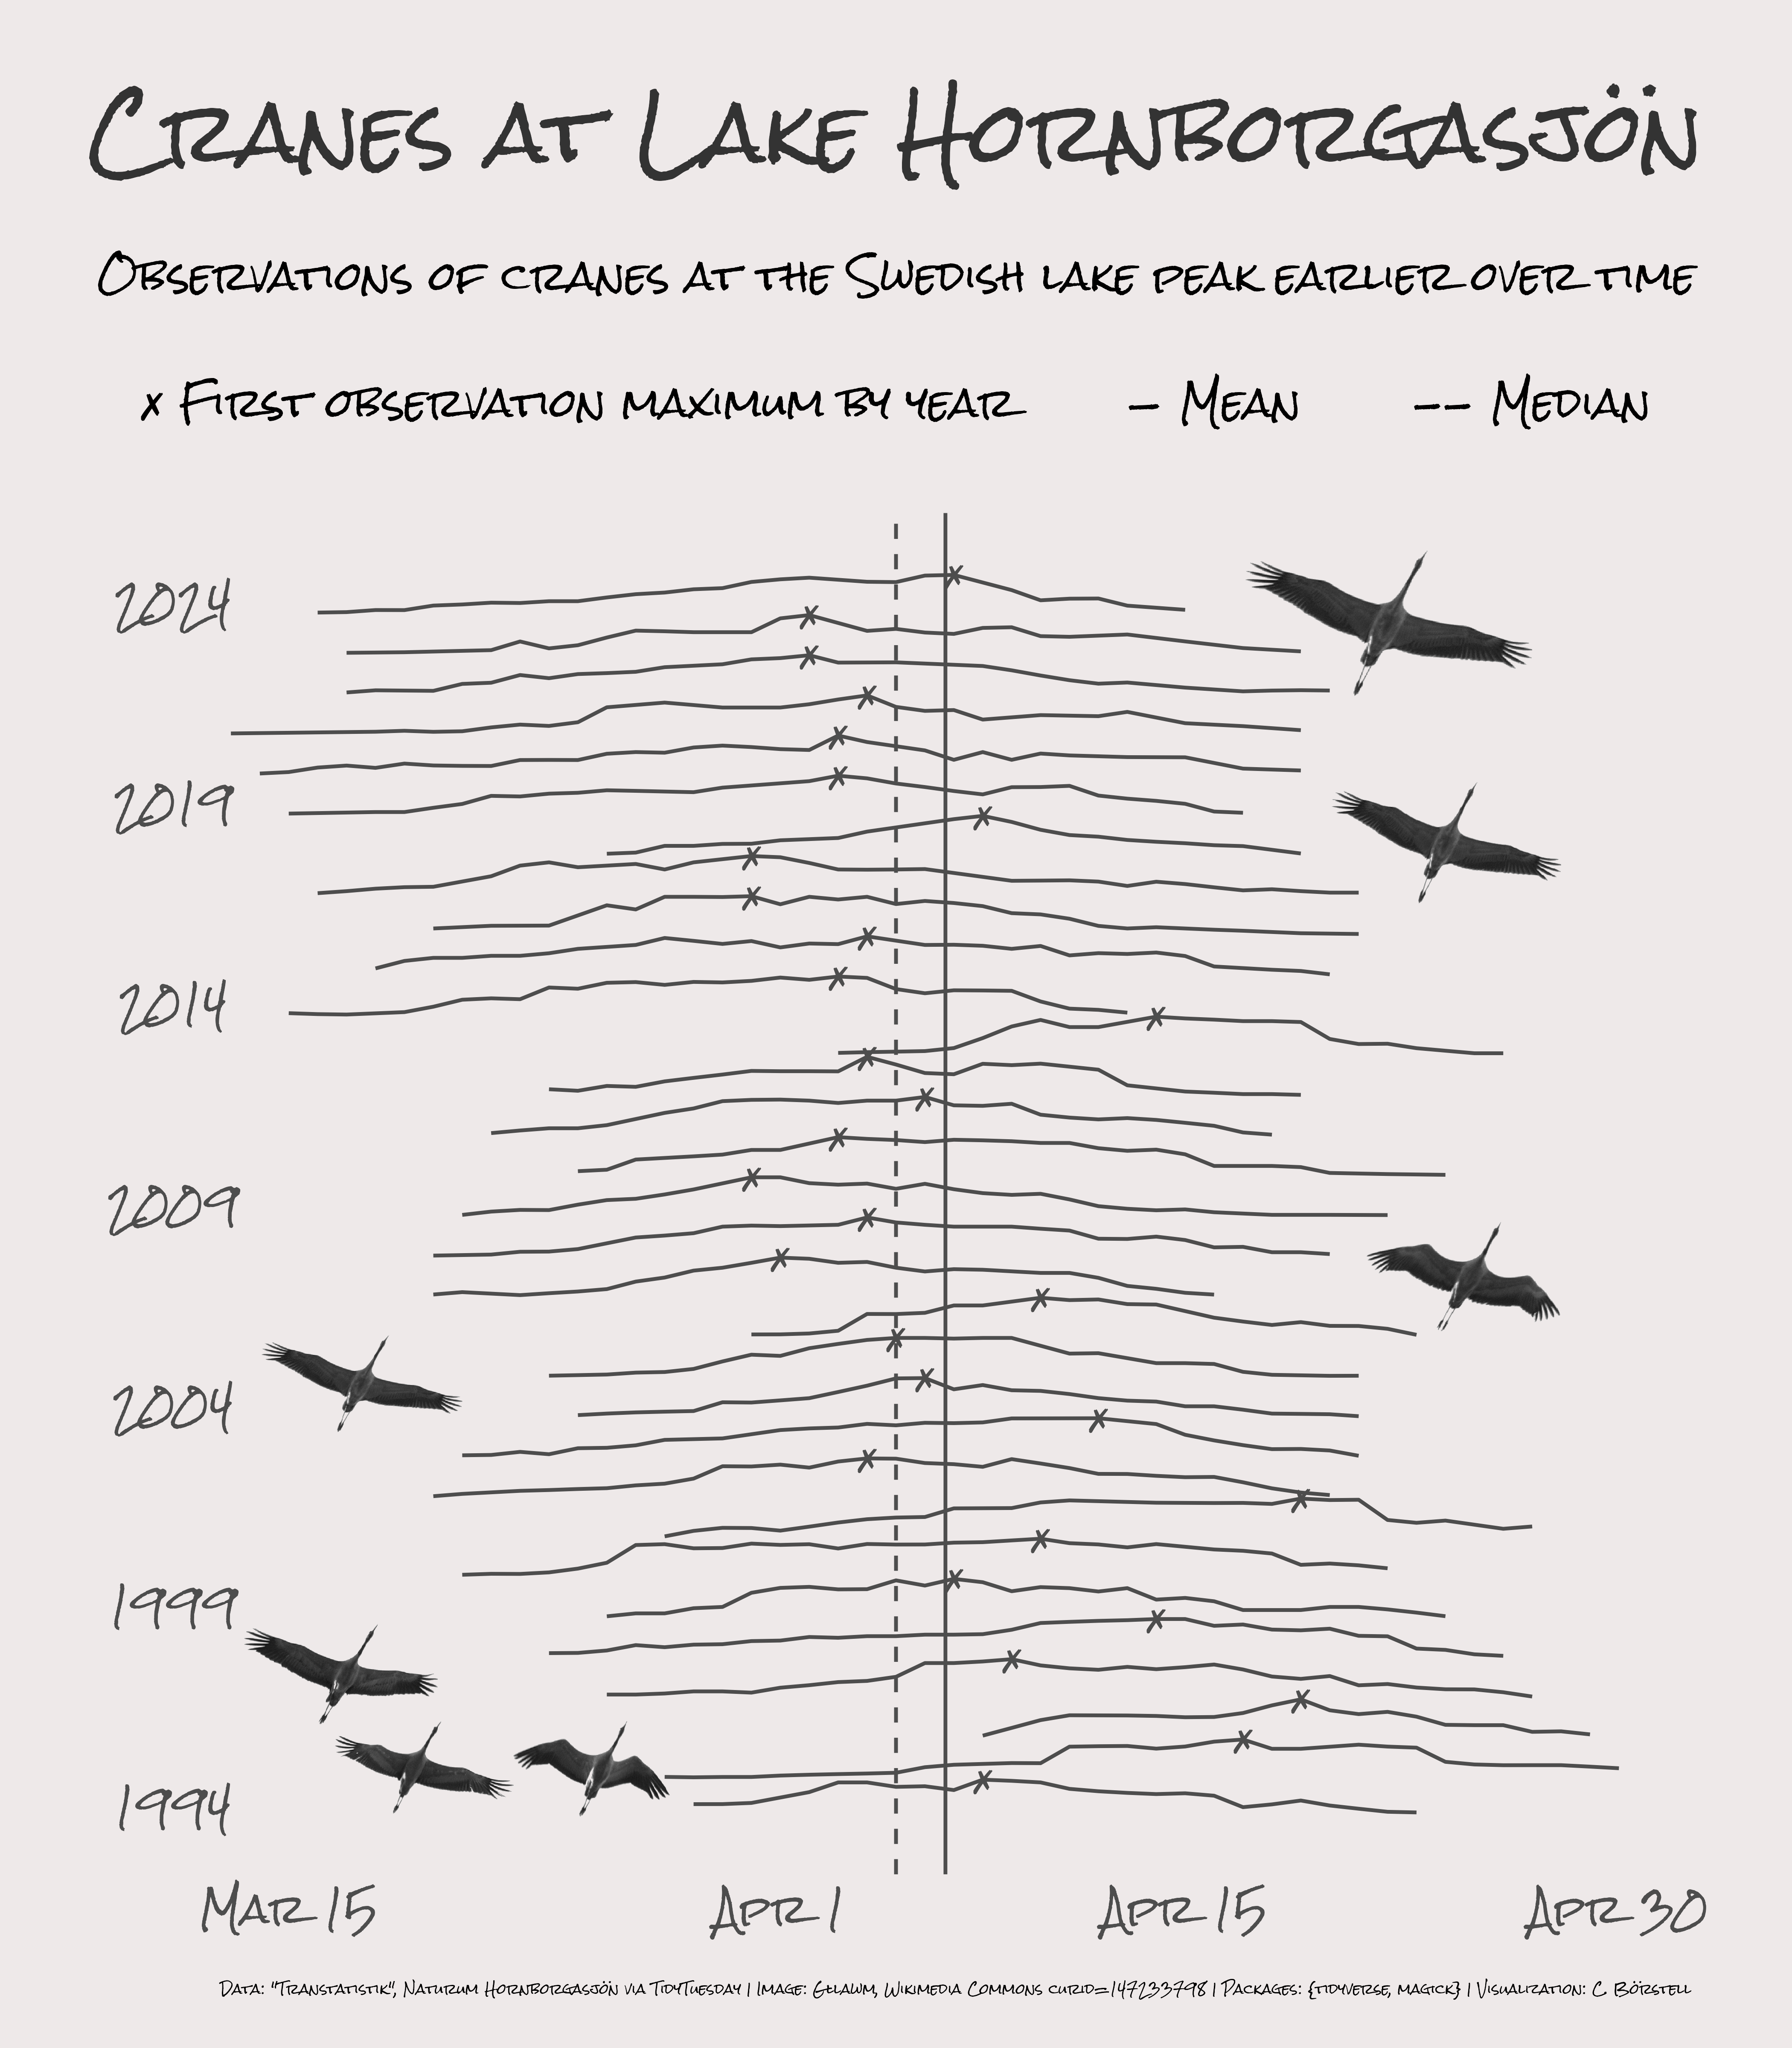 Cranes at Lake Hornborgasjön
Observations of cranes at the Swedish lake peak earlier over time
x First observation maximum by year – Mean -- Median
2024
2019
2014
2009
2004
1999
1994
Mar 15 Apr 1 Apr 15 Apr 30
Data: "Transtatistik", Naturum Hornborgasjön via TidyTuesday | Image: Głlawm, Wikimedia Commons curid=147233798 | Packages: {tidyverse, magick} | Visualization: C. Börstell